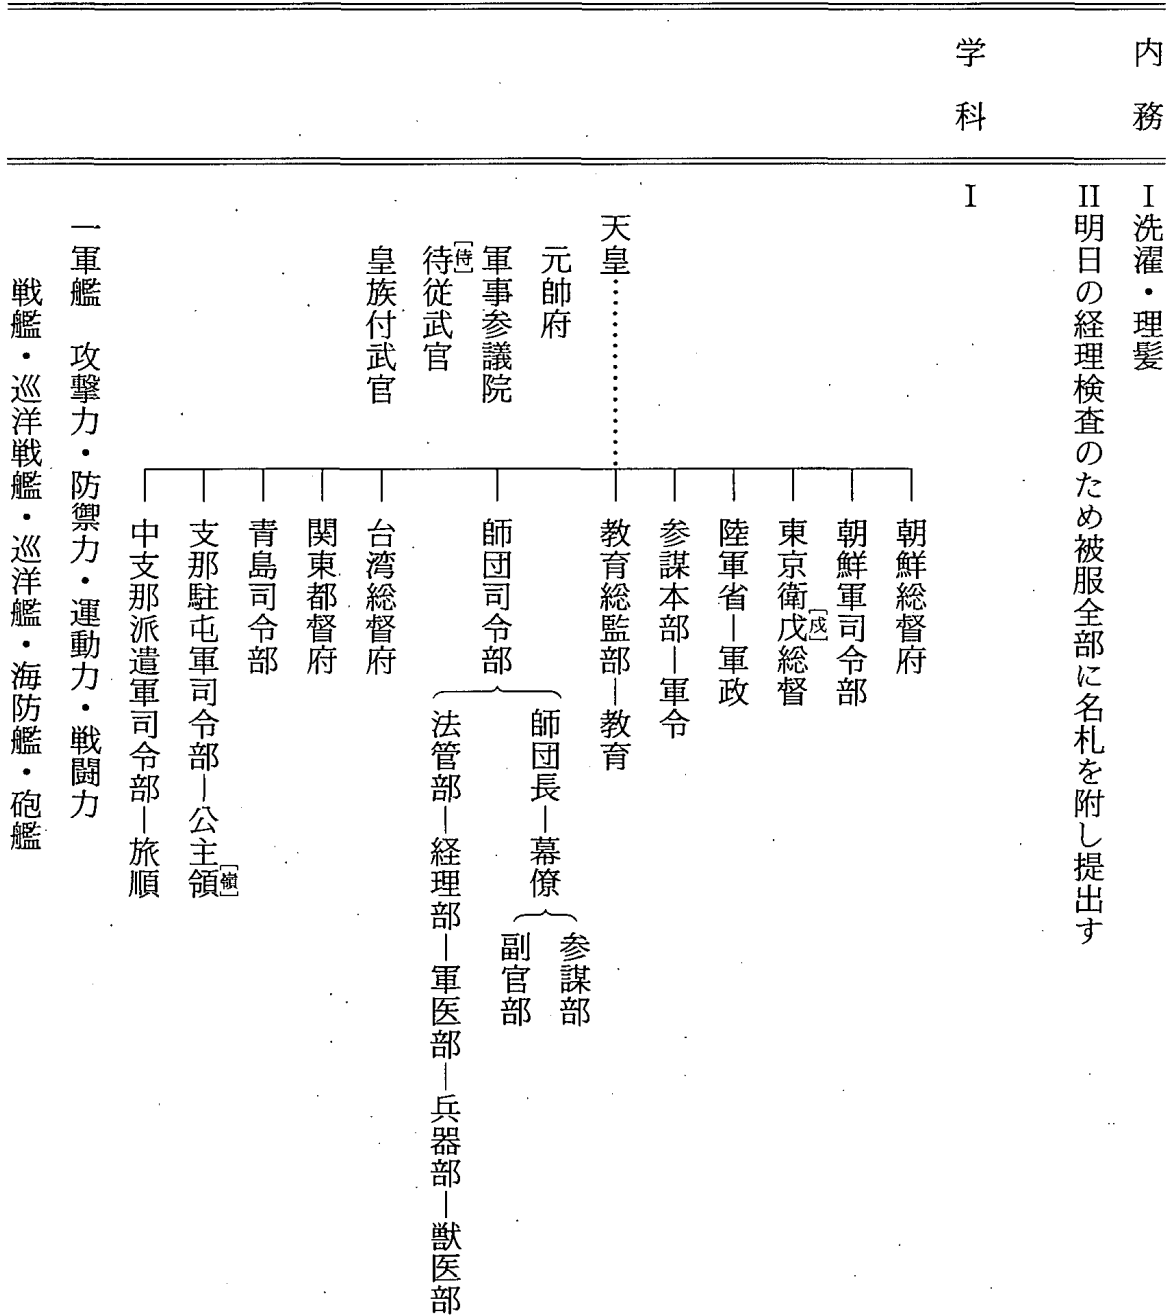 内務
I 洗濯・理髪
II 明日の経理検査のため被服全部に名札を附し提出す
学科
I
朝鮮総督府
朝鮮軍司令部
東京衛戊〔戍〕総督
陸軍省―軍政
参謀本部―軍令
天皇…………………教育総監部―教育
元帥府
軍事参議院
待〔侍〕従武官
皇族付武官
師団司令部
師団長―幕僚
参謀部
副官部
法管部―経理部―軍医部―兵器部―獣医部
台湾総督府
関東都督府
青島司令部
支那駐屯軍司令部―公主領〔嶺〕
中支那派遣軍司令部―旅順
一軍艦　攻撃力・防禦力・運動力・戦闘力
戦艦・巡洋戦艦・巡洋艦・海防艦・砲艦